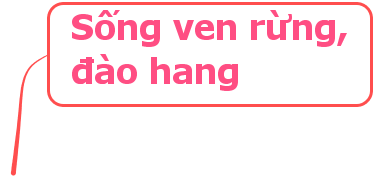 Sống ven rừng,
đào hang